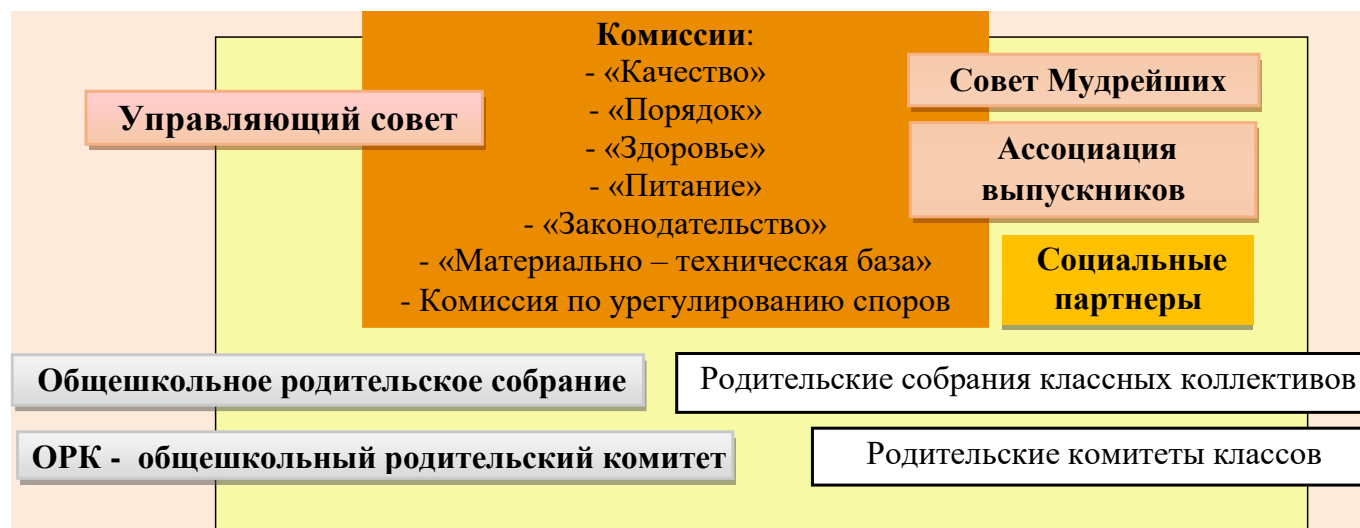 Комиссии:
- «Качество»
- «Порядок»
- «Здоровье»
- «Питание»
- «Законодательство»
- «Материально – техническая база»
- Комиссия по урегулированию споров
Управляющий совет
Совет Мудрейших
Ассоциация
выпускников
Социальные
партнеры
Общешкольное родительское собрание
Родительские собрания классных коллективов
ОРК - общешкольный родительский комитет
Родительские комитеты классов